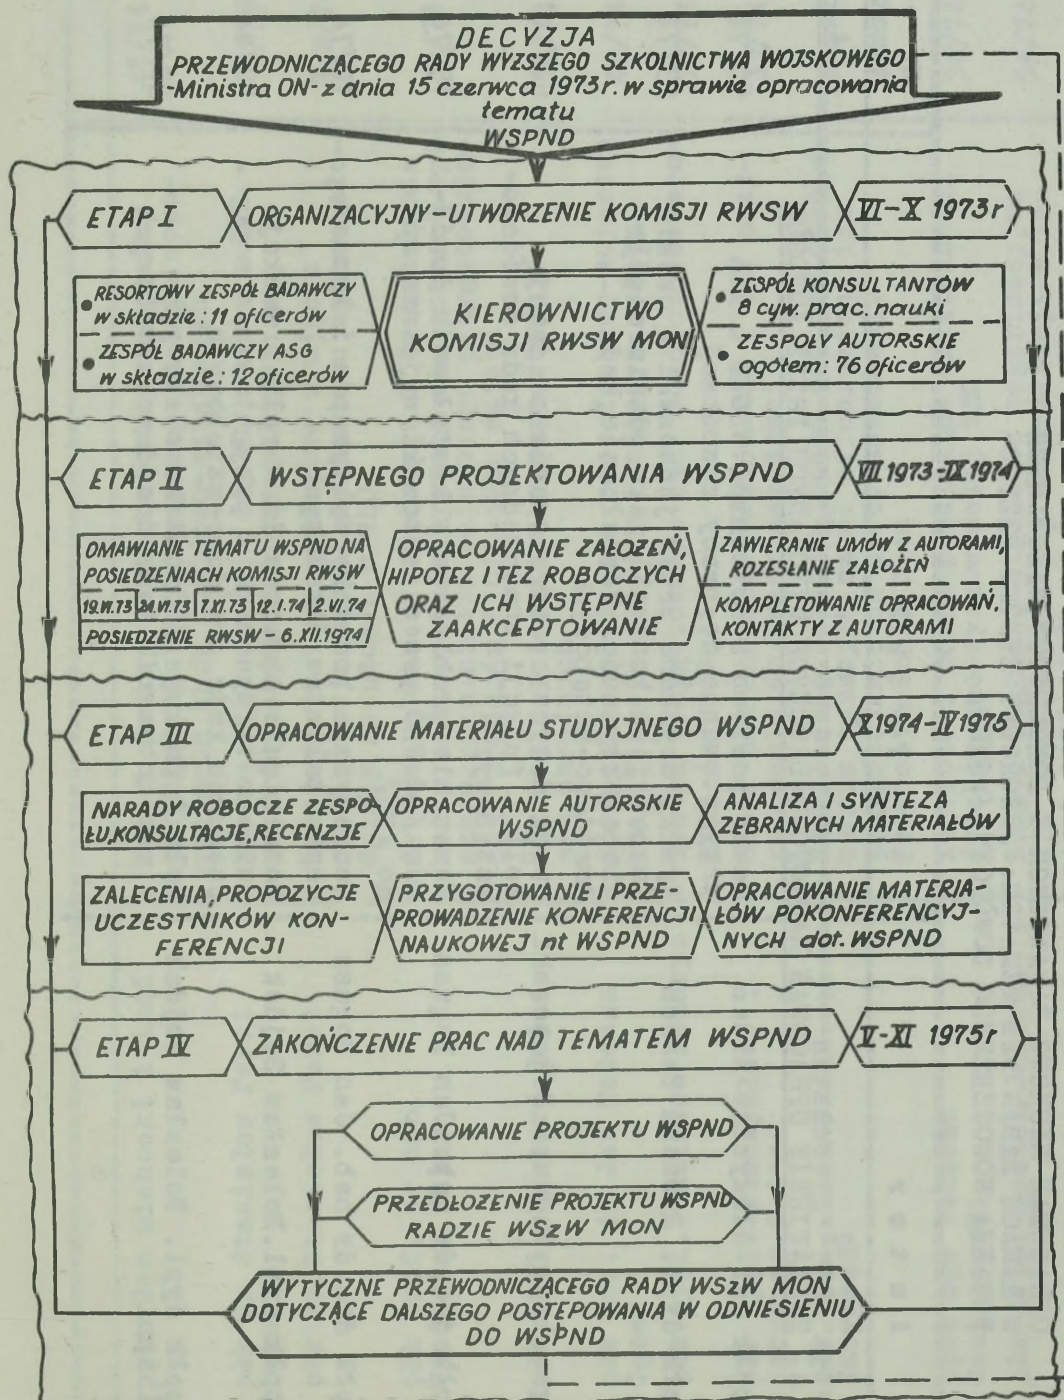 DECYZJA
PRZEWODNICZĄCEGO RADY WYŻSZEGO SZKOLNICTWA WOJSKOWEGO
-Ministra ON- z dnia 15 czerwca 1973r. w sprawie opracowania
tematu
WSPND
ETAP I
ORGANIZACYJNY-UTWORZENIE KOMISJI RWSW
VI-X 1973r
RESORTOWY ZESPÓŁ BADAWCZY
w składzie: 11 oficerów
ZESPÓŁ BADAWCZY ASG
w składzie: 12 oficerów
KIEROWNICTWO
KOMISJI RWSW MON
ZESPÓŁ KONSULTANTÓW
8 cyw. prac. nauki
ZESPOŁY AUTORSKIE
ogółem: 76 oficerów
ETAP II
WSTĘPNEGO PROJEKTOWANIA WSPND
VII 1973-IX 1974
OMAWIANIE TEMATU WSPND NA
POSIEDZENIACH KOMISJI RWSW
19.VI.73 24.VI.73 7.XI.73 12.I.74 2.VI.74
POSIEDZENIE RWSW - 6.XII.1974
OPRACOWANIE ZAŁOŻEŃ,
HIPOTEZ I TEZ ROBOCZYCH
ORAZ ICH WSTĘPNE
ZAAKCEPTOWANIE
ZAWIERANIE UMÓW Z AUTORAMI,
ROZESŁANIE ZAŁOŻEŃ
KOMPLETOWANIE OPRACOWAŃ,
KONTAKTY Z AUTORAMI
ETAP III
OPRACOWANIE MATERIAŁU STUDYJNEGO WSPND
X 1974-IV 1975
NARADY ROBOCZE ZESPO-
ŁU, KONSULTACJE, RECENZJE
OPRACOWANIE AUTORSKIE
WSPND
ANALIZA I SYNTEZA
ZEBRANYCH MATERIAŁÓW
ZALECENIA, PROPOZYCJE
UCZESTNIKÓW KON-
FERENCJI
PRZYGOTOWANIE I PRZE-
PROWADZENIE KONFERENCJI
NAUKOWEJ nt WSPND
OPRACOWANIE MATERIA-
ŁÓW POKONFERENCYJ-
NYCH dot. WSPND
ETAP IV
ZAKOŃCZENIE PRAC NAD TEMATEM WSPND
V-XI 1975r
OPRACOWANIE PROJEKTU WSPND
PRZEDŁOŻENIE PROJEKTU WSPND
RADZIE WSzW MON
WYTYCZNE PRZEWODNICZĄCEGO RADY WSzW MON
DOTYCZĄCE DALSZEGO POSTĘPOWANIA W ODNIESIENIU
DO WSPND